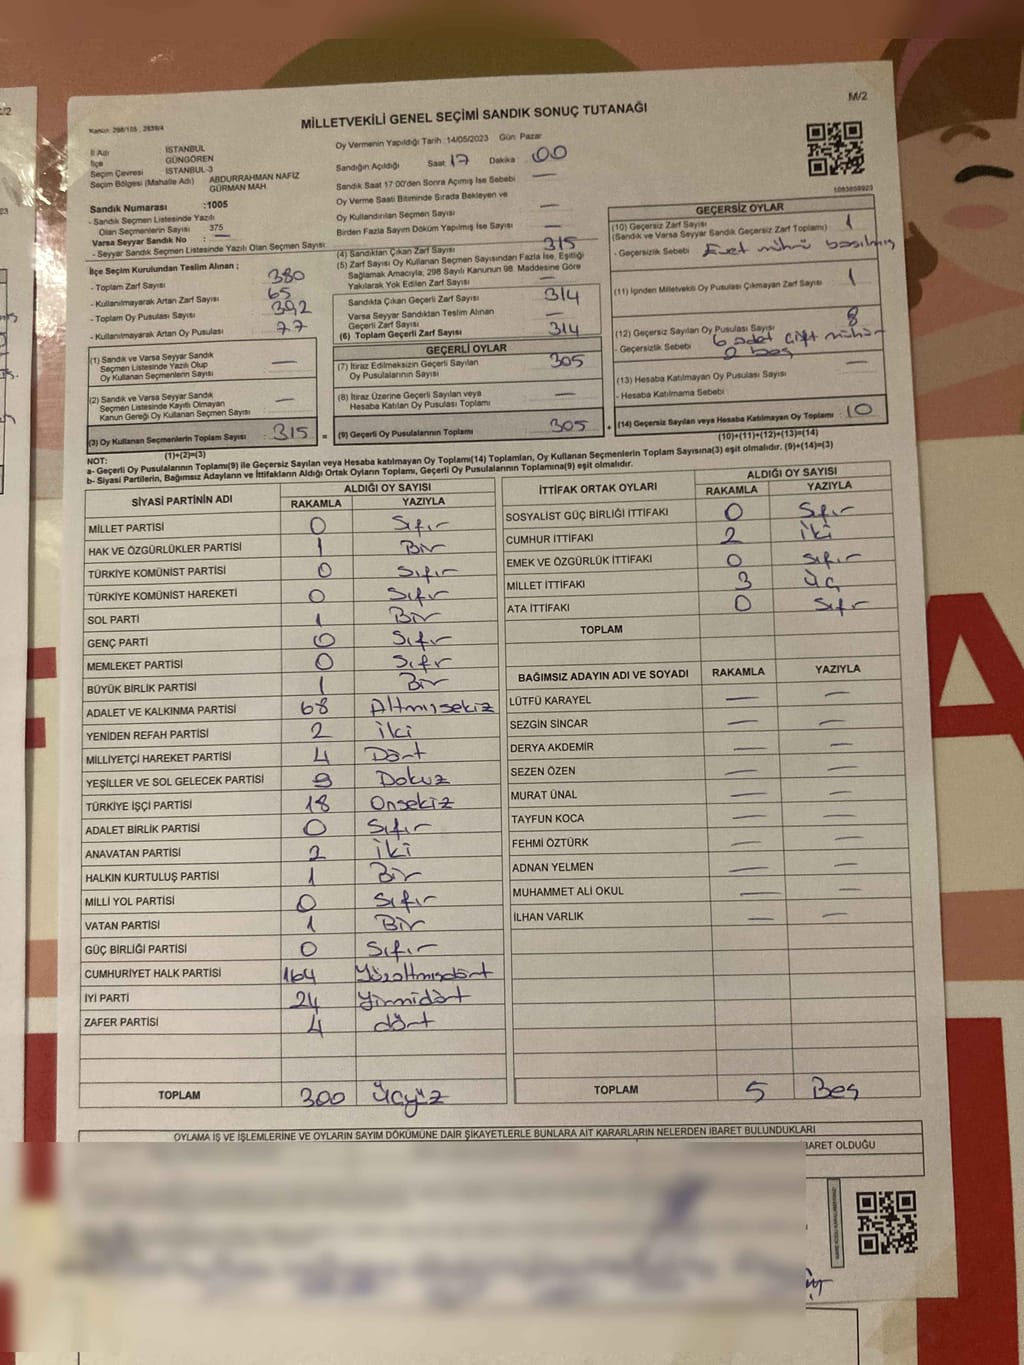 M/2
Kanun: 298/105 , 2839/4
MİLLETVEKİLİ GENEL SEÇİMİ SANDIK SONUÇ TUTANAĞI
İl Adı : İSTANBUL
İlçe GÜNGÖREN
Seçim Çevresi : İSTANBUL-3
Seçim Bölgesi (Mahalle Adı) ABDURRAHMAN NAFİZ
GÜRMAN MAH
Sandık Numarası :1005
- Sandık Seçmen Listesinde Yazılı
Olan Seçmenlerin Sayısı 375
Varsa Seyyar Sandık No : —
- Seyyar Sandık Seçmen Listesinde Yazılı Olan Seçmen Sayısı:
İlçe Seçim Kurulundan Teslim Alınan ;
- Toplam Zarf Sayısı : 380
- Kullanılmayarak Artan Zarf Sayısı : 65
- Toplam Oy Pusulası Sayısı : 392
- Kullanılmayarak Artan Oy Pusulası : 77
(1) Sandık ve Varsa Seyyar Sandık
Seçmen Listesinde Yazılı Olup
Oy Kullanan Seçmenlerin Sayısı : —
(2) Sandık ve Varsa Seyyar Sandık
Seçmen Listesinde Kayıtlı Olmayan
Kanun Gereği Oy Kullanan Seçmen Sayısı : —
(3) Oy Kullanan Seçmenlerin Toplam Sayısı : 315 =
(1)+(2)=(3)
Oy Vermenin Yapıldığı Tarih : 14/05/2023 Gün: Pazar
Sandığın Açıldığı Saat 17 Dakika : 00
Sandık Saat 17:00'den Sonra Açılmış İse Sebebi —
Oy Verme Saati Bitiminde Sırada Bekleyen ve
Oy Kullandırılan Seçmen Sayısı —
Birden Fazla Sayım Döküm Yapılmış İse Sayısı —
(4) Sandıktan Çıkan Zarf Sayısı 315
(5) Zarf Sayısı Oy Kullanan Seçmen Sayısından Fazla İse, Eşitliği
Sağlamak Amacıyla, 298 Sayılı Kanunun 98. Maddesine Göre
Yakılarak Yok Edilen Zarf Sayısı —
Sandıkta Çıkan Geçerli Zarf Sayısı 314
Varsa Seyyar Sandıktan Teslim Alınan
Geçerli Zarf Sayısı —
(6) Toplam Geçerli Zarf Sayısı 314
GEÇERLİ OYLAR
(7) İtiraz Edilmeksizin Geçerli Sayılan
Oy Pusulalarının Sayısı 305
(8) İtiraz Üzerine Geçerli Sayılan veya
Hesaba Katılan Oy Pusulası Toplamı —
(9) Geçerli Oy Pusulalarının Toplamı 305 +
1083859923
GEÇERSİZ OYLAR
(10) Geçersiz Zarf Sayısı
(Sandık ve Varsa Seyyar Sandık Geçersiz Zarf Toplamı) 1
- Geçersizlik Sebebi : Evet mührü basılmış
(11) İçinden Milletvekili Oy Pusulası Çıkmayan Zarf Sayısı 1
(12) Geçersiz Sayılan Oy Pusulası Sayısı 8
- Geçersizlik Sebebi 6 adet çift mühür
2 boş
(13) Hesaba Katılmayan Oy Pusulası Sayısı —
- Hesaba Katılmama Sebebi
(14) Geçersiz Sayılan veya Hesaba Katılmayan Oy Toplamı : 10
(10)+(11)+(12)+(13)=(14)
NOT:
a- Geçerli Oy Pusulalarının Toplamı(9) ile Geçersiz Sayılan veya Hesaba katılmayan Oy Toplamı(14) Toplamları, Oy Kullanan Seçmenlerin Toplam Sayısına(3) eşit olmalıdır. (9)+(14)=(3)
b- Siyasi Partilerin, Bağımsız Adayların ve İttifakların Aldığı Ortak Oyların Toplamı, Geçerli Oy Pusulalarının Toplamına(9) eşit olmalıdır.
SİYASİ PARTİNİN ADI ALDIĞI OY SAYISI
RAKAMLA YAZIYLA
MİLLET PARTİSİ 0 Sıfır
HAK VE ÖZGÜRLÜKLER PARTİSİ 1 Bir
TÜRKİYE KOMÜNİST PARTİSİ 0 Sıfır
TÜRKİYE KOMÜNİST HAREKETİ 0 Sıfır
SOL PARTİ 1 Bir
GENÇ PARTİ 0 Sıfır
MEMLEKET PARTİSİ 0 Sıfır
BÜYÜK BİRLİK PARTİSİ 1 Bir
ADALET VE KALKINMA PARTİSİ 68 Altmışsekiz
YENİDEN REFAH PARTİSİ 2 İki
MİLLİYETÇİ HAREKET PARTİSİ 4 Dört
YEŞİLLER VE SOL GELECEK PARTİSİ 9 Dokuz
TÜRKİYE İŞÇİ PARTİSİ 18 Onsekiz
ADALET BİRLİK PARTİSİ 0 Sıfır
ANAVATAN PARTİSİ 2 İki
HALKIN KURTULUŞ PARTİSİ 1 Bir
MİLLİ YOL PARTİSİ 0 Sıfır
VATAN PARTİSİ 1 Bir
GÜÇ BİRLİĞİ PARTİSİ 0 Sıfır
CUMHURİYET HALK PARTİSİ 164 Yüzaltmışdört
İYİ PARTİ 24 Yirmidört
ZAFER PARTİSİ 4 dört
TOPLAM 300 Üçyüz
İTTİFAK ORTAK OYLARI ALDIĞI OY SAYISI
RAKAMLA YAZIYLA
SOSYALİST GÜÇ BİRLİĞİ İTTİFAKI 0 Sıfır
CUMHUR İTTİFAKI 2 İki
EMEK VE ÖZGÜRLÜK İTTİFAKI 0 Sıfır
MİLLET İTTİFAKI 3 Üç
ATA İTTİFAKI 0 Sıfır
TOPLAM
BAĞIMSIZ ADAYIN ADI VE SOYADI RAKAMLA YAZIYLA
LÜTFÜ KARAYEL — —
SEZGİN SİNCAR — —
DERYA AKDEMİR — —
SEZEN ÖZEN — —
MURAT ÜNAL — —
TAYFUN KOCA — —
FEHMİ ÖZTÜRK — —
ADNAN YELMEN — —
MUHAMMET ALİ OKUL — —
İLHAN VARLIK — —
TOPLAM 5 Beş
OYLAMA İŞ VE İŞLEMLERİNE VE OYLARIN SAYIM DÖKÜMÜNE DAİR ŞİKAYETLERLE BUNLARA AİT KARARLARIN NELERDEN İBARET BULUNDUKLARI
BARET OLDUĞU